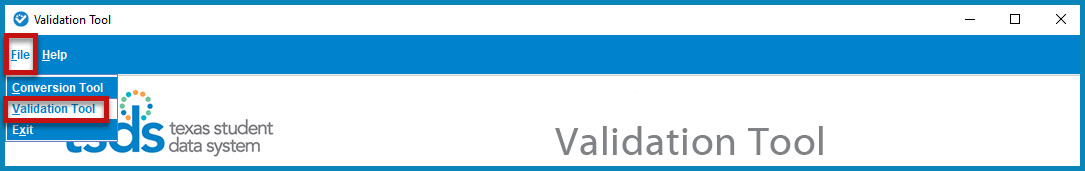 Validation Tool
File Help
Conversion Tool
Validation Tool
Exit
tsds texas student
data system
Validation Tool